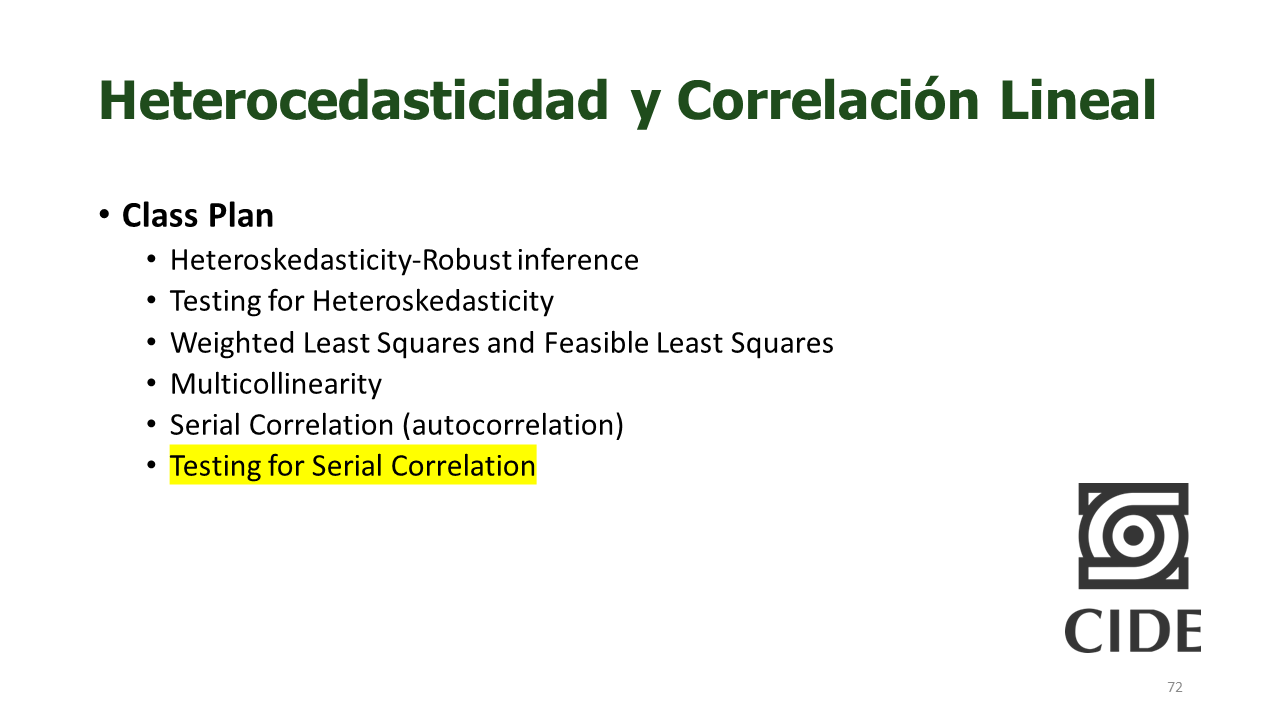 Heterocedasticidad y Correlación Lineal
• Class Plan
• Heteroskedasticity-Robust inference
• Testing for Heteroskedasticity
• Weighted Least Squares and Feasible Least Squares
• Multicollinearity
• Serial Correlation (autocorrelation)
• Testing for Serial Correlation
CIDE
72